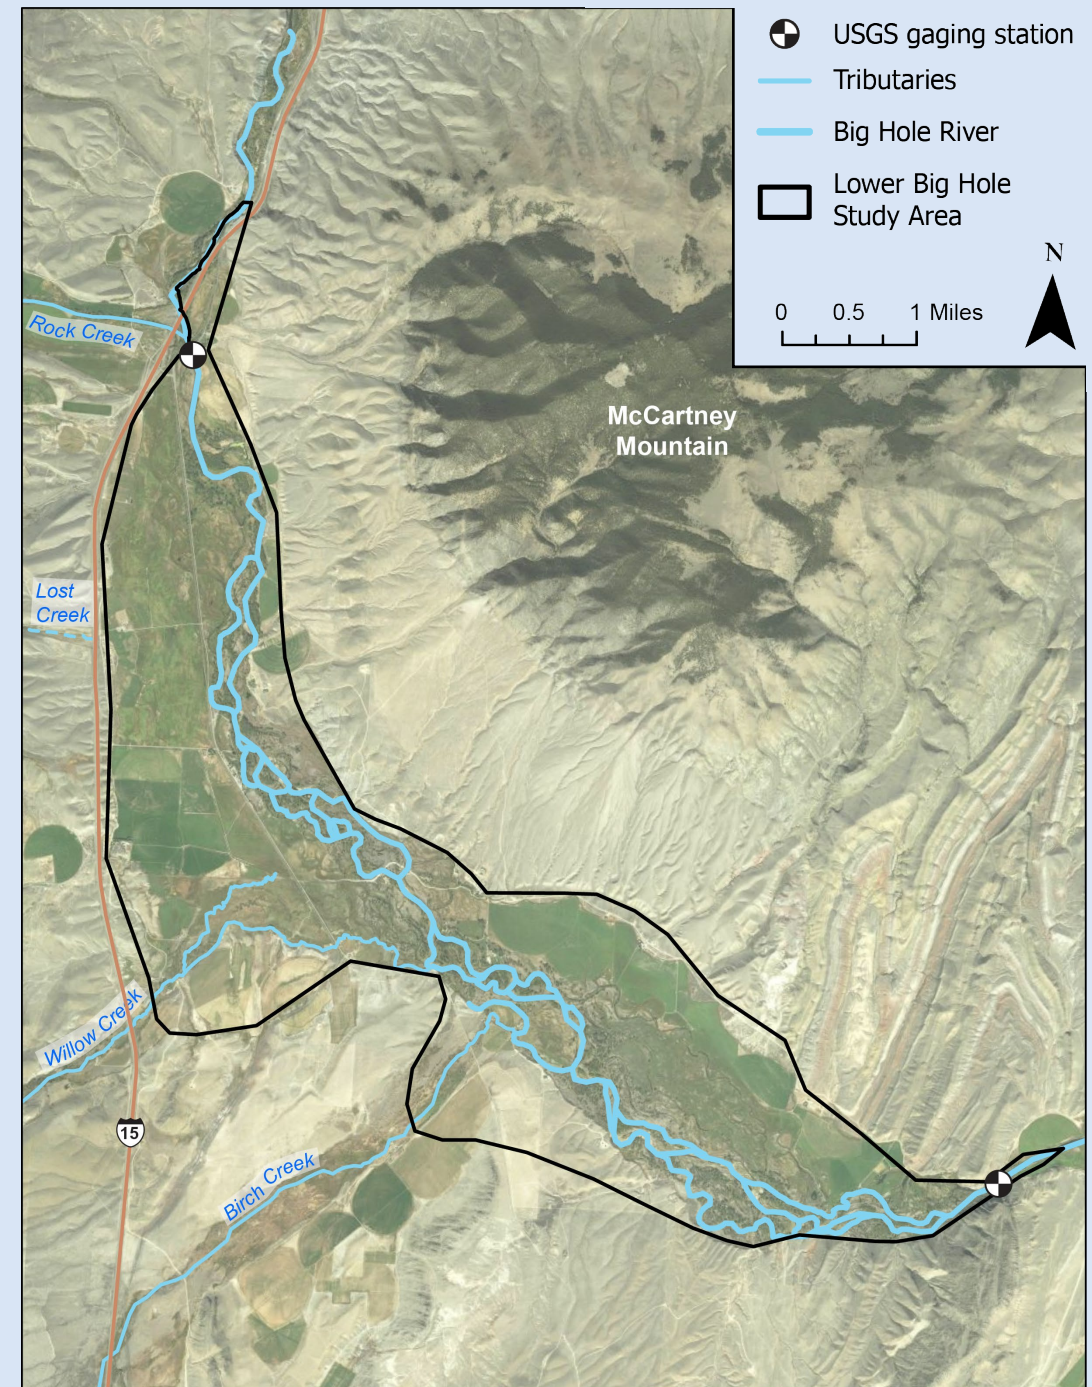 USGS gaging station
Tributaries
Big Hole River
Lower Big Hole
Study Area
N
0 0.5 1 Miles
Rock Creek
McCartney
Mountain
Lost
Creek
Willow Creek
15
Birch Creek